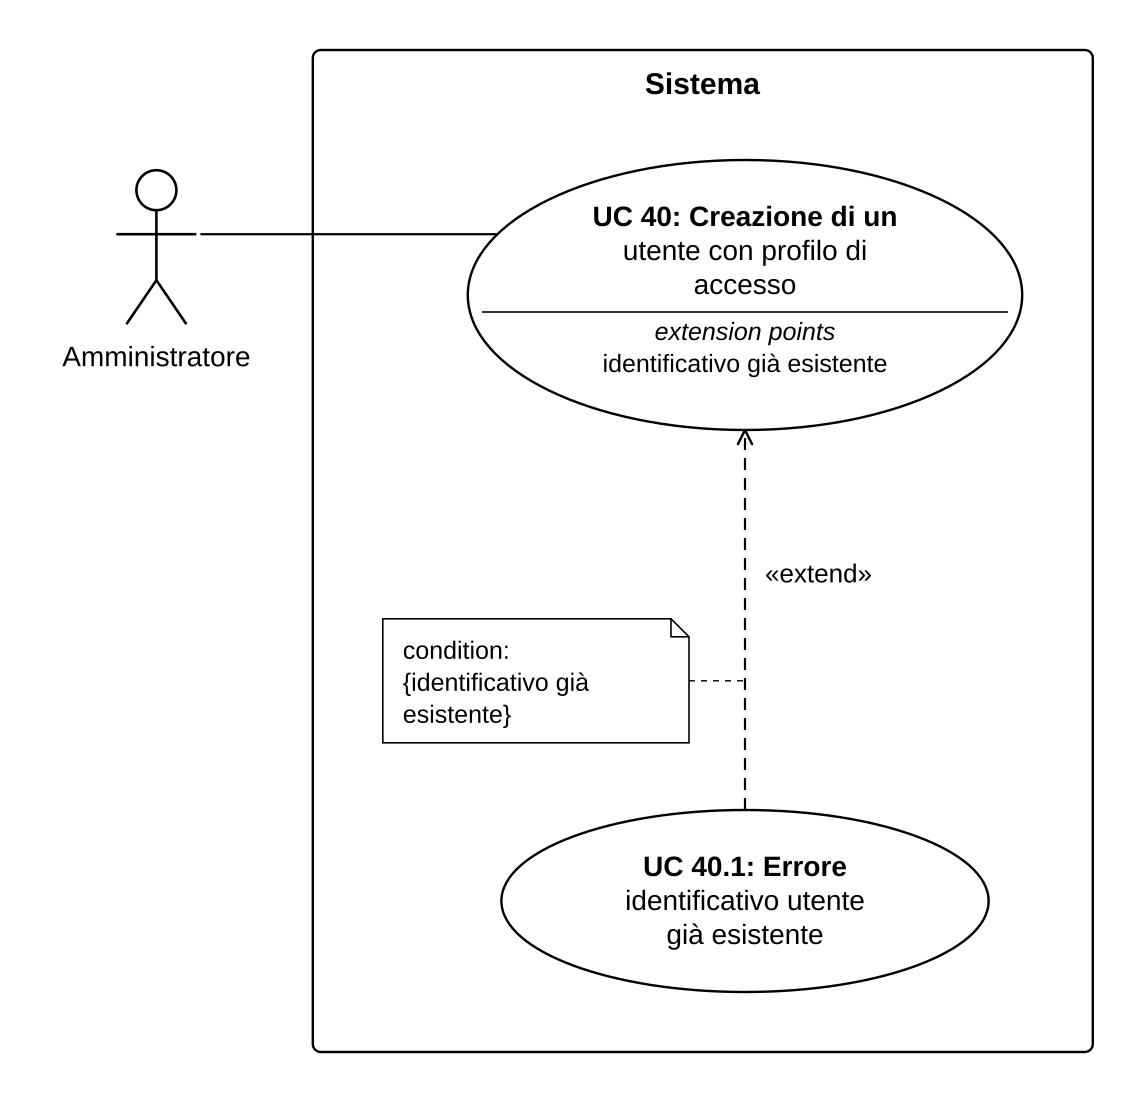 Sistema
UC 40: Creazione di un
utente con profilo di
accesso
extension points
identificativo già esistente
Amministratore
«extend»
condition:
{identificativo già
esistente}
UC 40.1: Errore
identificativo utente
già esistente